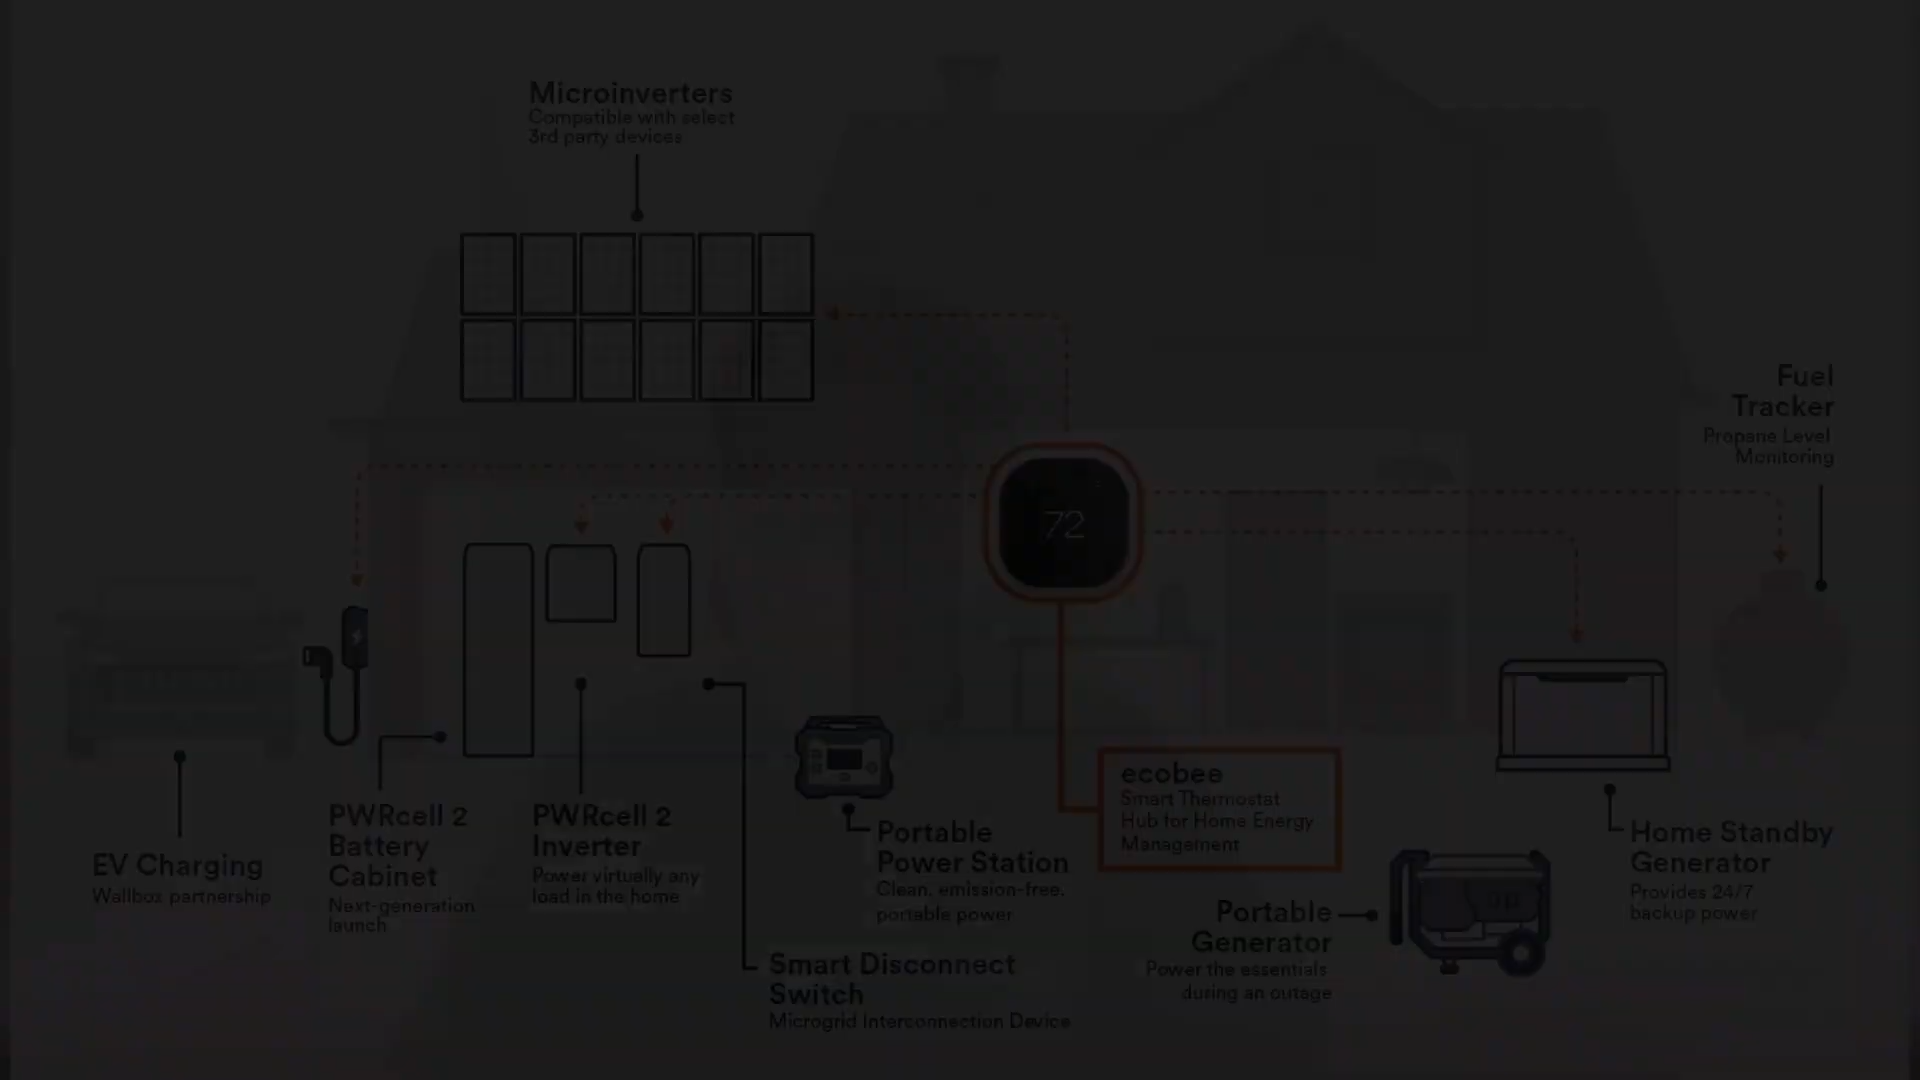 Microinverters
Compatible with select
3rd party devices
Fuel
Tracker
Propane Level
Monitoring
72
ecobee
Smart Thermostat
Hub for Home Energy
Management
EV Charging
Wallbox partnership
PWRcell 2
Battery
Cabinet
Next-generation
launch
PWRcell 2
Inverter
Power virtually any
load in the home
Portable
Power Station
Clean, emission-free,
portable power
Smart Disconnect
Switch
Microgrid Interconnection Device
Portable
Generator
Power the essentials
during an outage
Home Standby
Generator
Provides 24/7
backup power